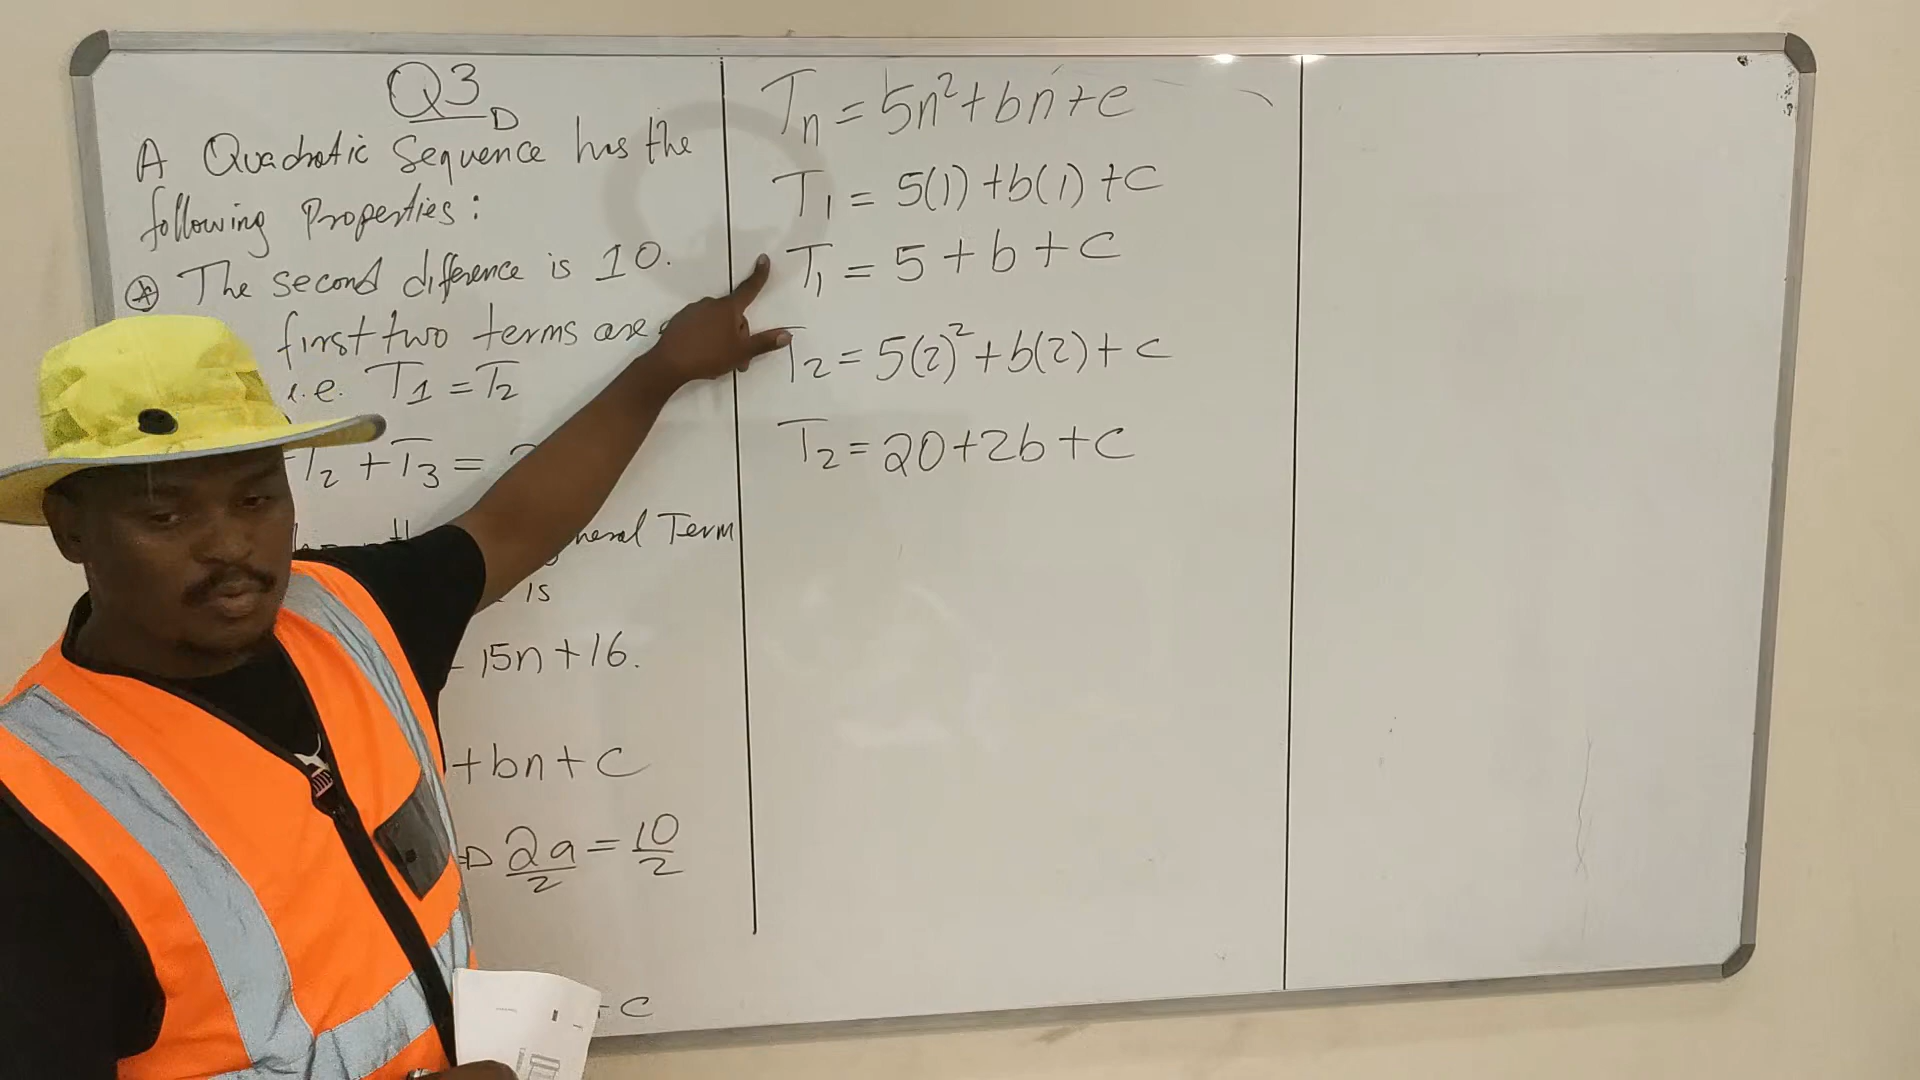 Q3
A Quadratic Sequence has the
following Properties:
⊛ The second difference is 10.
first two terms are
i.e. T₁ = T₂
T₂ + T₃ =
neral Term
is
15n + 16.
+ bn + c
2a/2 = 10/2
+ c
Tₙ = 5n² + bn + c
T₁ = 5(1) + b(1) + c
T₁ = 5 + b + c
T₂ = 5(2)² + b(2) + c
T₂ = 20 + 2b + c